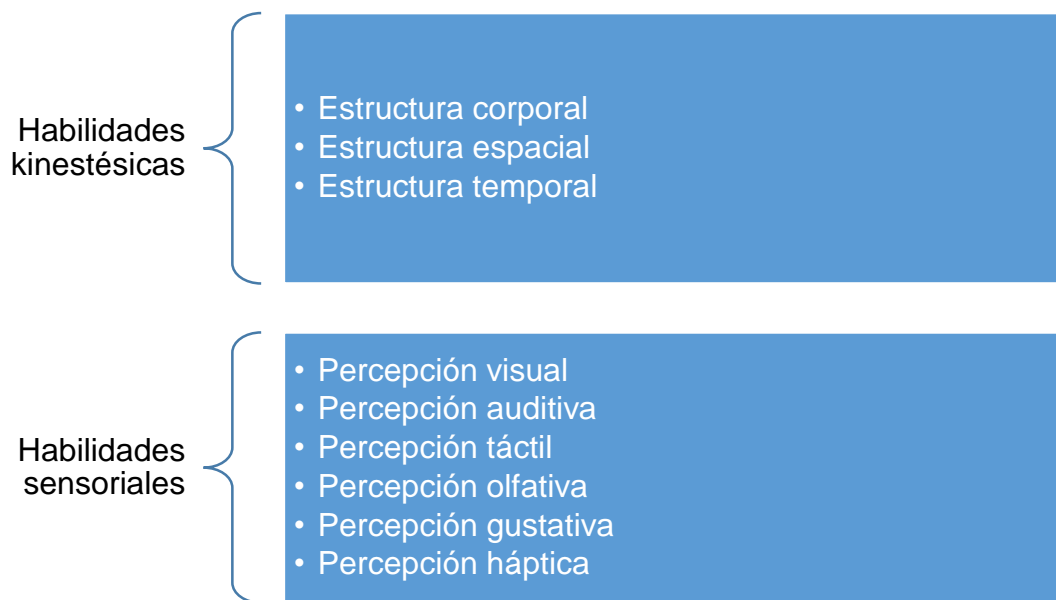 Habilidades
kinestésicas
• Estructura corporal
• Estructura espacial
• Estructura temporal
Habilidades
sensoriales
• Percepción visual
• Percepción auditiva
• Percepción táctil
• Percepción olfativa
• Percepción gustativa
• Percepción háptica